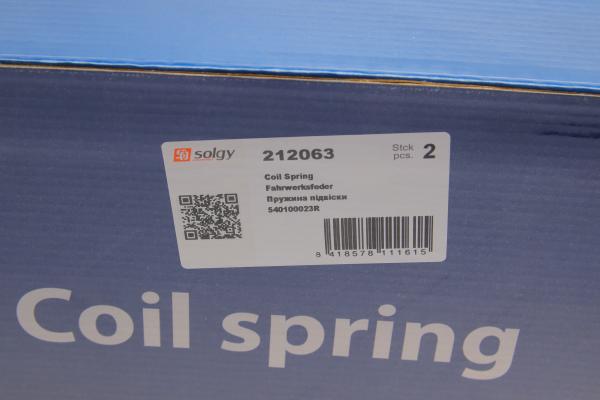 solgy
212063
Stck
pcs. 2
Coil Spring
Fahrwerksfeder
Пружина підвіски
540100023R
8 418578 111615
Coil spring